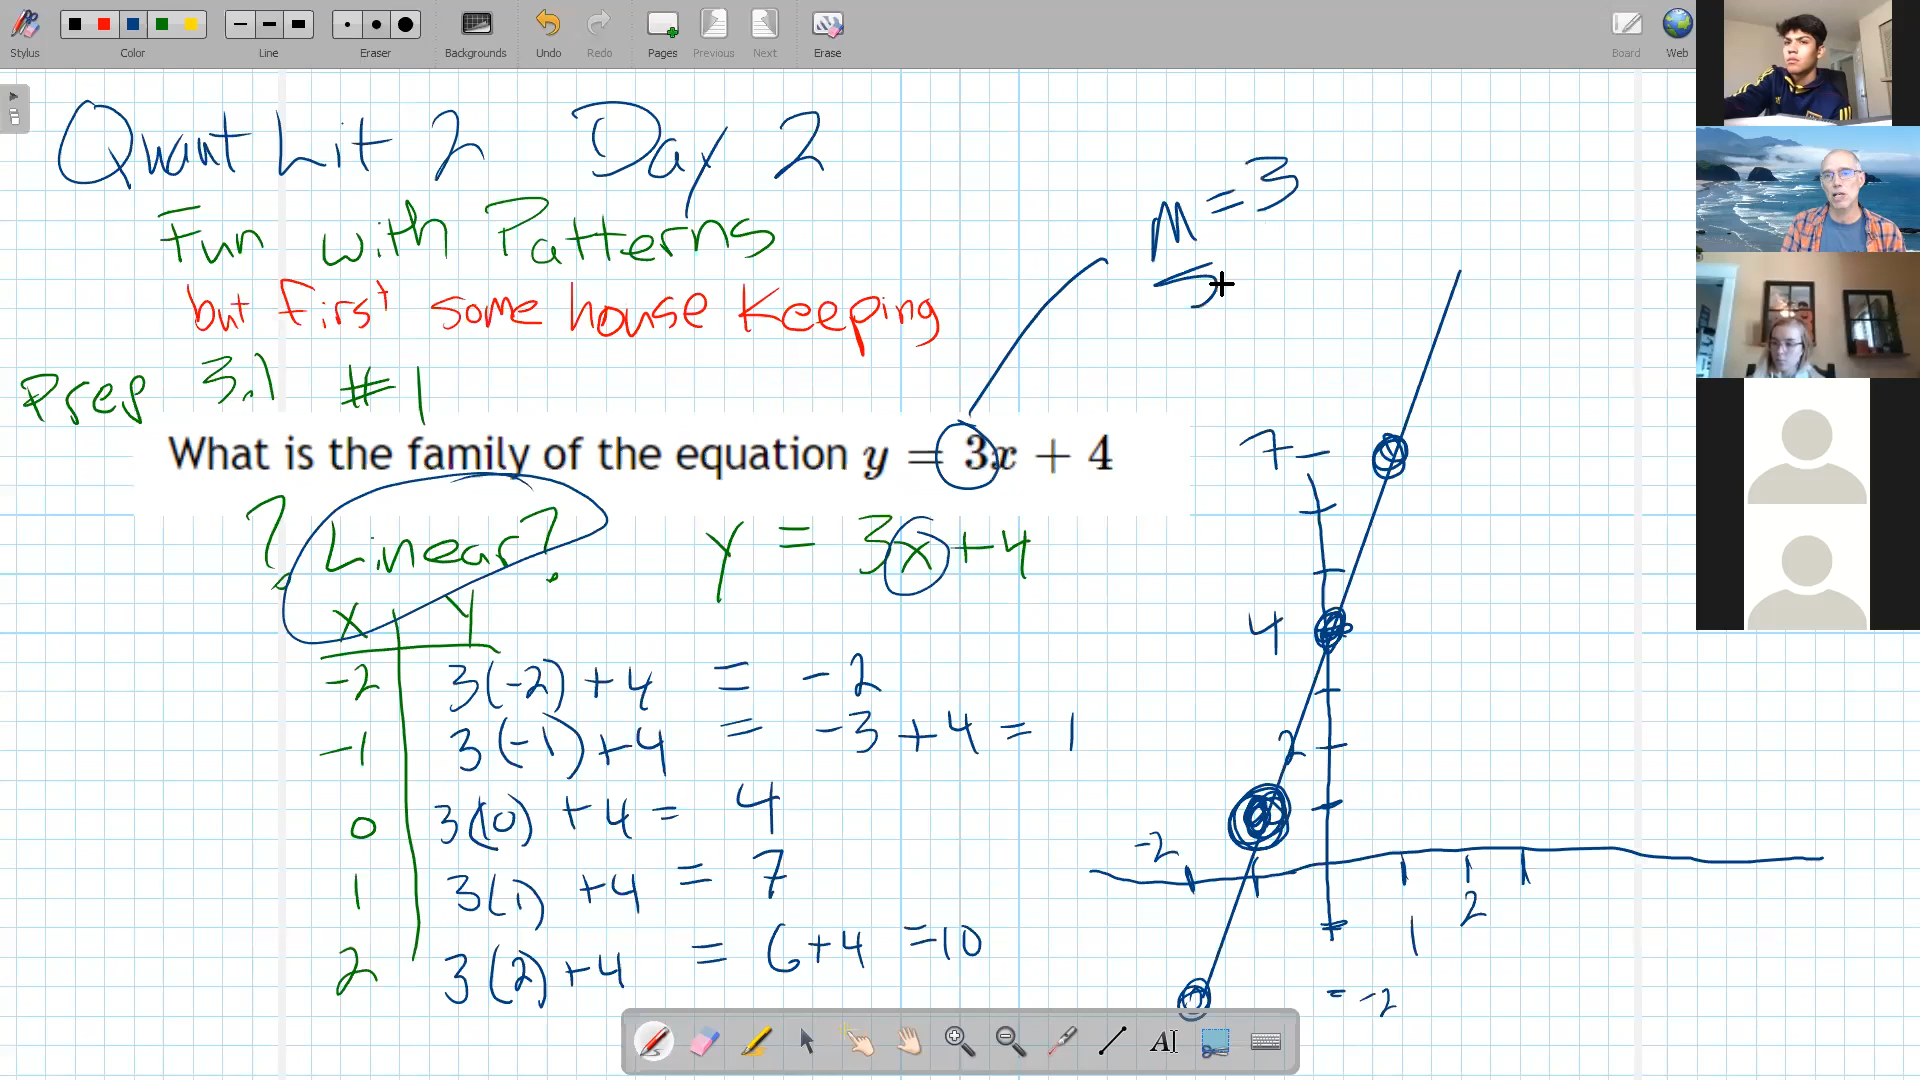 Stylus Color Line Eraser Backgrounds Undo Redo Pages Previous Next Erase Board Web
Quant Lit 2 Day 2
Fun with Patterns
but first some house keeping
Prep 3.1 #1
What is the family of the equation y = 3x + 4
? Linear? y = 3x+4
x y
-2 3(-2) +4 = -2
-1 3(-1) +4 = -3 +4 = 1
0 3(0) +4 = 4
1 3(1) +4 = 7
2 3(2) +4 = 6+4 =10
M = 3
7
4
2
-2
1 2
-2